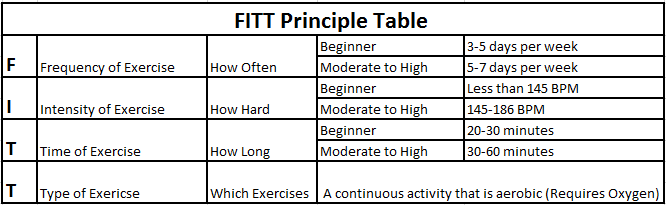 FITT Principle Table
F Frequency of Exercise How Often Beginner 3-5 days per week
Moderate to High 5-7 days per week
I Intensity of Exercise How Hard Beginner Less than 145 BPM
Moderate to High 145-186 BPM
T Time of Exercise How Long Beginner 20-30 minutes
Moderate to High 30-60 minutes
T Type of Exericse Which Exercises A continuous activity that is aerobic (Requires Oxygen)